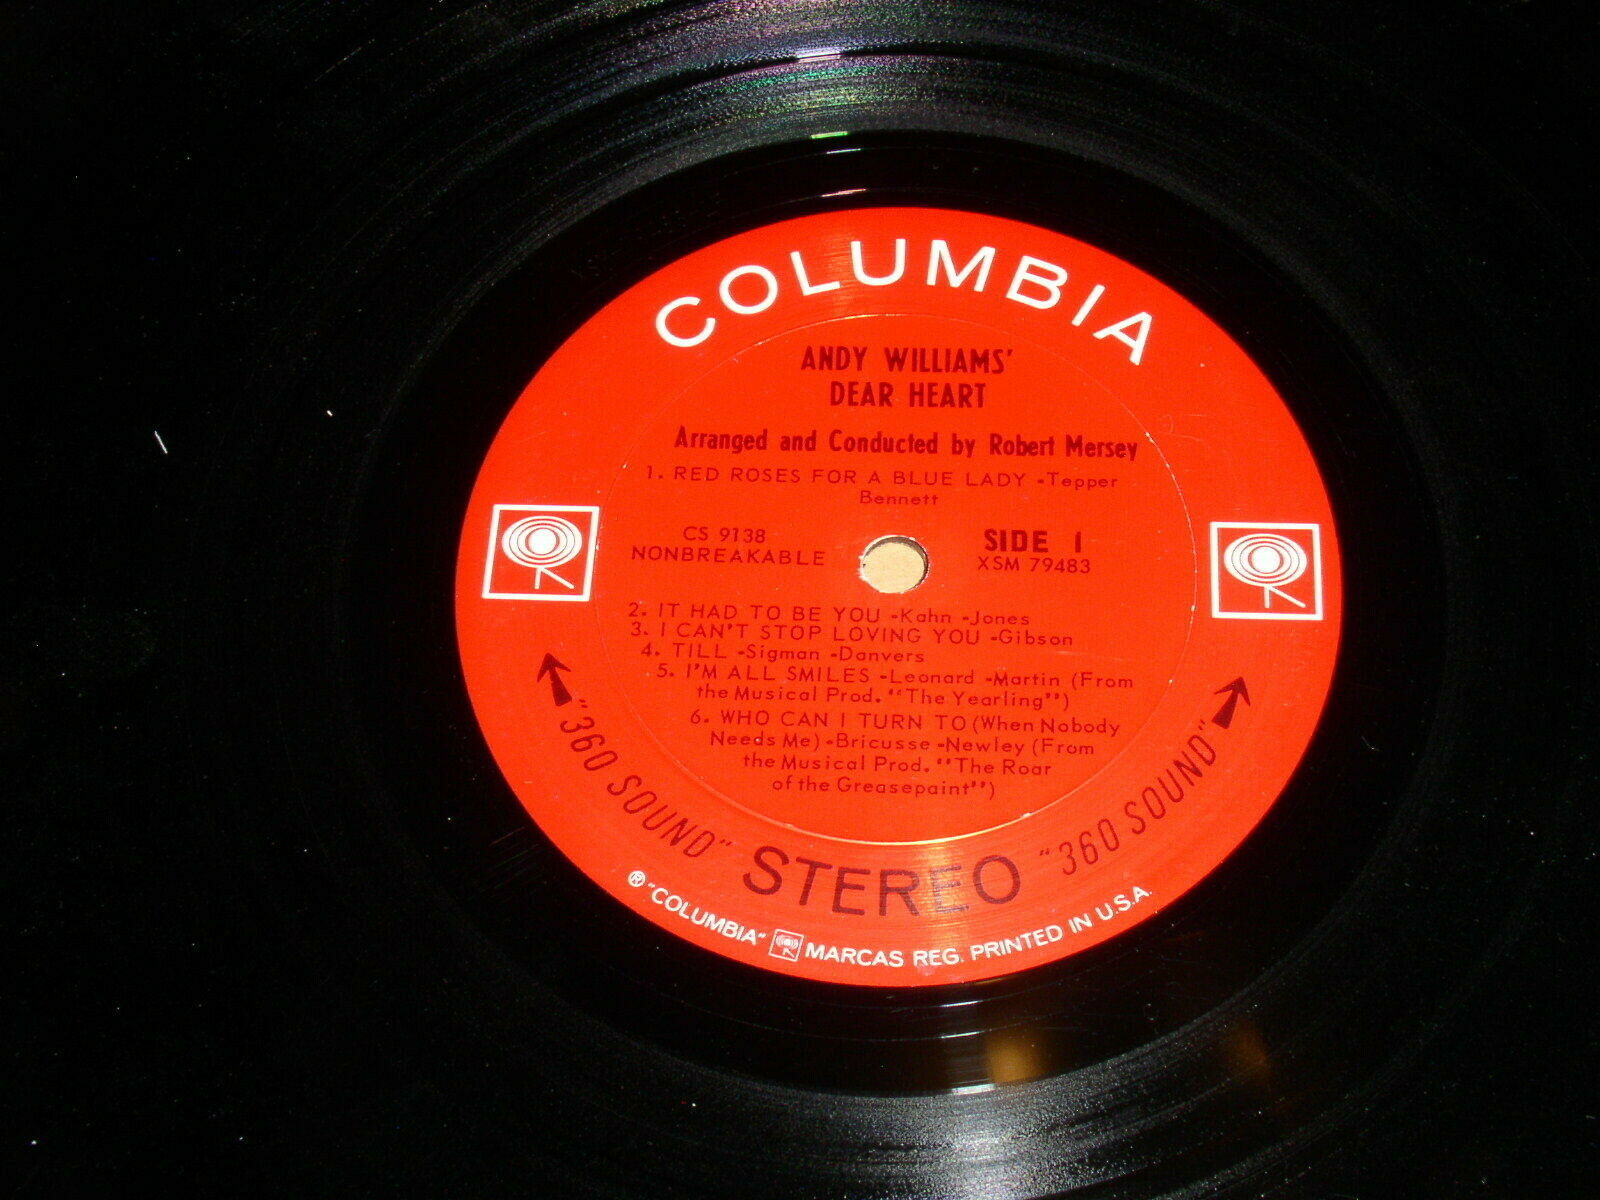 COLUMBIA
ANDY WILLIAMS'
DEAR HEART
Arranged and Conducted by Robert Mersey
1. RED ROSES FOR A BLUE LADY -Tepper
Bennett
CS 9138
NONBREAKABLE
SIDE 1
XSM 79483
2. IT HAD TO BE YOU -Kahn -Jones
3. I CAN'T STOP LOVING YOU -Gibson
4. TILL -Sigman -Danvers
5. I'M ALL SMILES -Leonard -Martin (From
the Musical Prod. "The Yearling")
6. WHO CAN I TURN TO (When Nobody
Needs Me) -Bricusse -Newley (From
the Musical Prod. "The Roar
of the Greasepaint")
"360 SOUND" STEREO "360 SOUND"
® "COLUMBIA" MARCAS REG. PRINTED IN U.S.A.